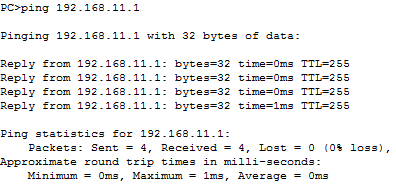 PC>ping 192.168.11.1
Pinging 192.168.11.1 with 32 bytes of data:
Reply from 192.168.11.1: bytes=32 time=0ms TTL=255
Reply from 192.168.11.1: bytes=32 time=0ms TTL=255
Reply from 192.168.11.1: bytes=32 time=0ms TTL=255
Reply from 192.168.11.1: bytes=32 time=1ms TTL=255
Ping statistics for 192.168.11.1:
    Packets: Sent = 4, Received = 4, Lost = 0 (0% loss),
Approximate round trip times in milli-seconds:
    Minimum = 0ms, Maximum = 1ms, Average = 0ms